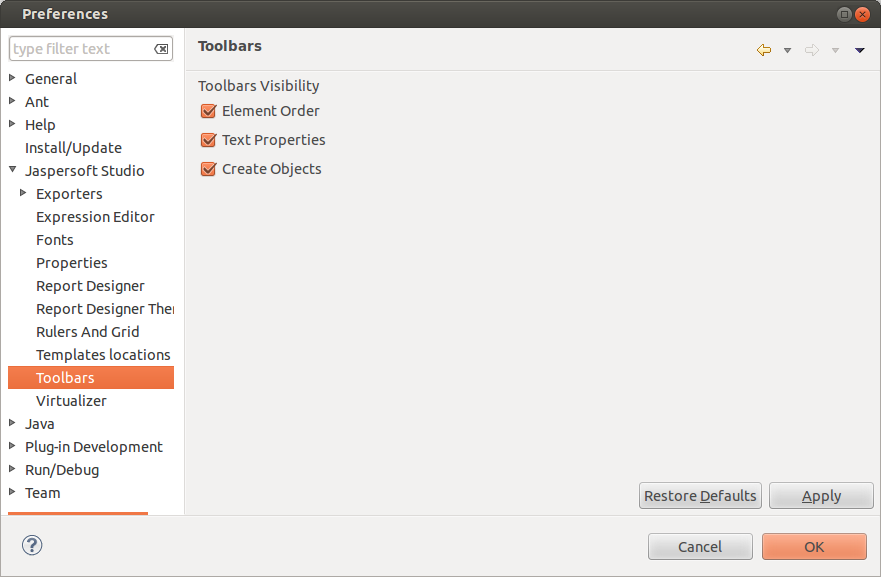 Preferences
type filter text
General
Ant
Help
Install/Update
Jaspersoft Studio
Exporters
Expression Editor
Fonts
Properties
Report Designer
Report Designer Ther
Rulers And Grid
Templates locations
Toolbars
Virtualizer
Java
Plug-in Development
Run/Debug
Team
Toolbars
Toolbars Visibility
Element Order
Text Properties
Create Objects
Restore Defaults
Apply
?
Cancel
OK